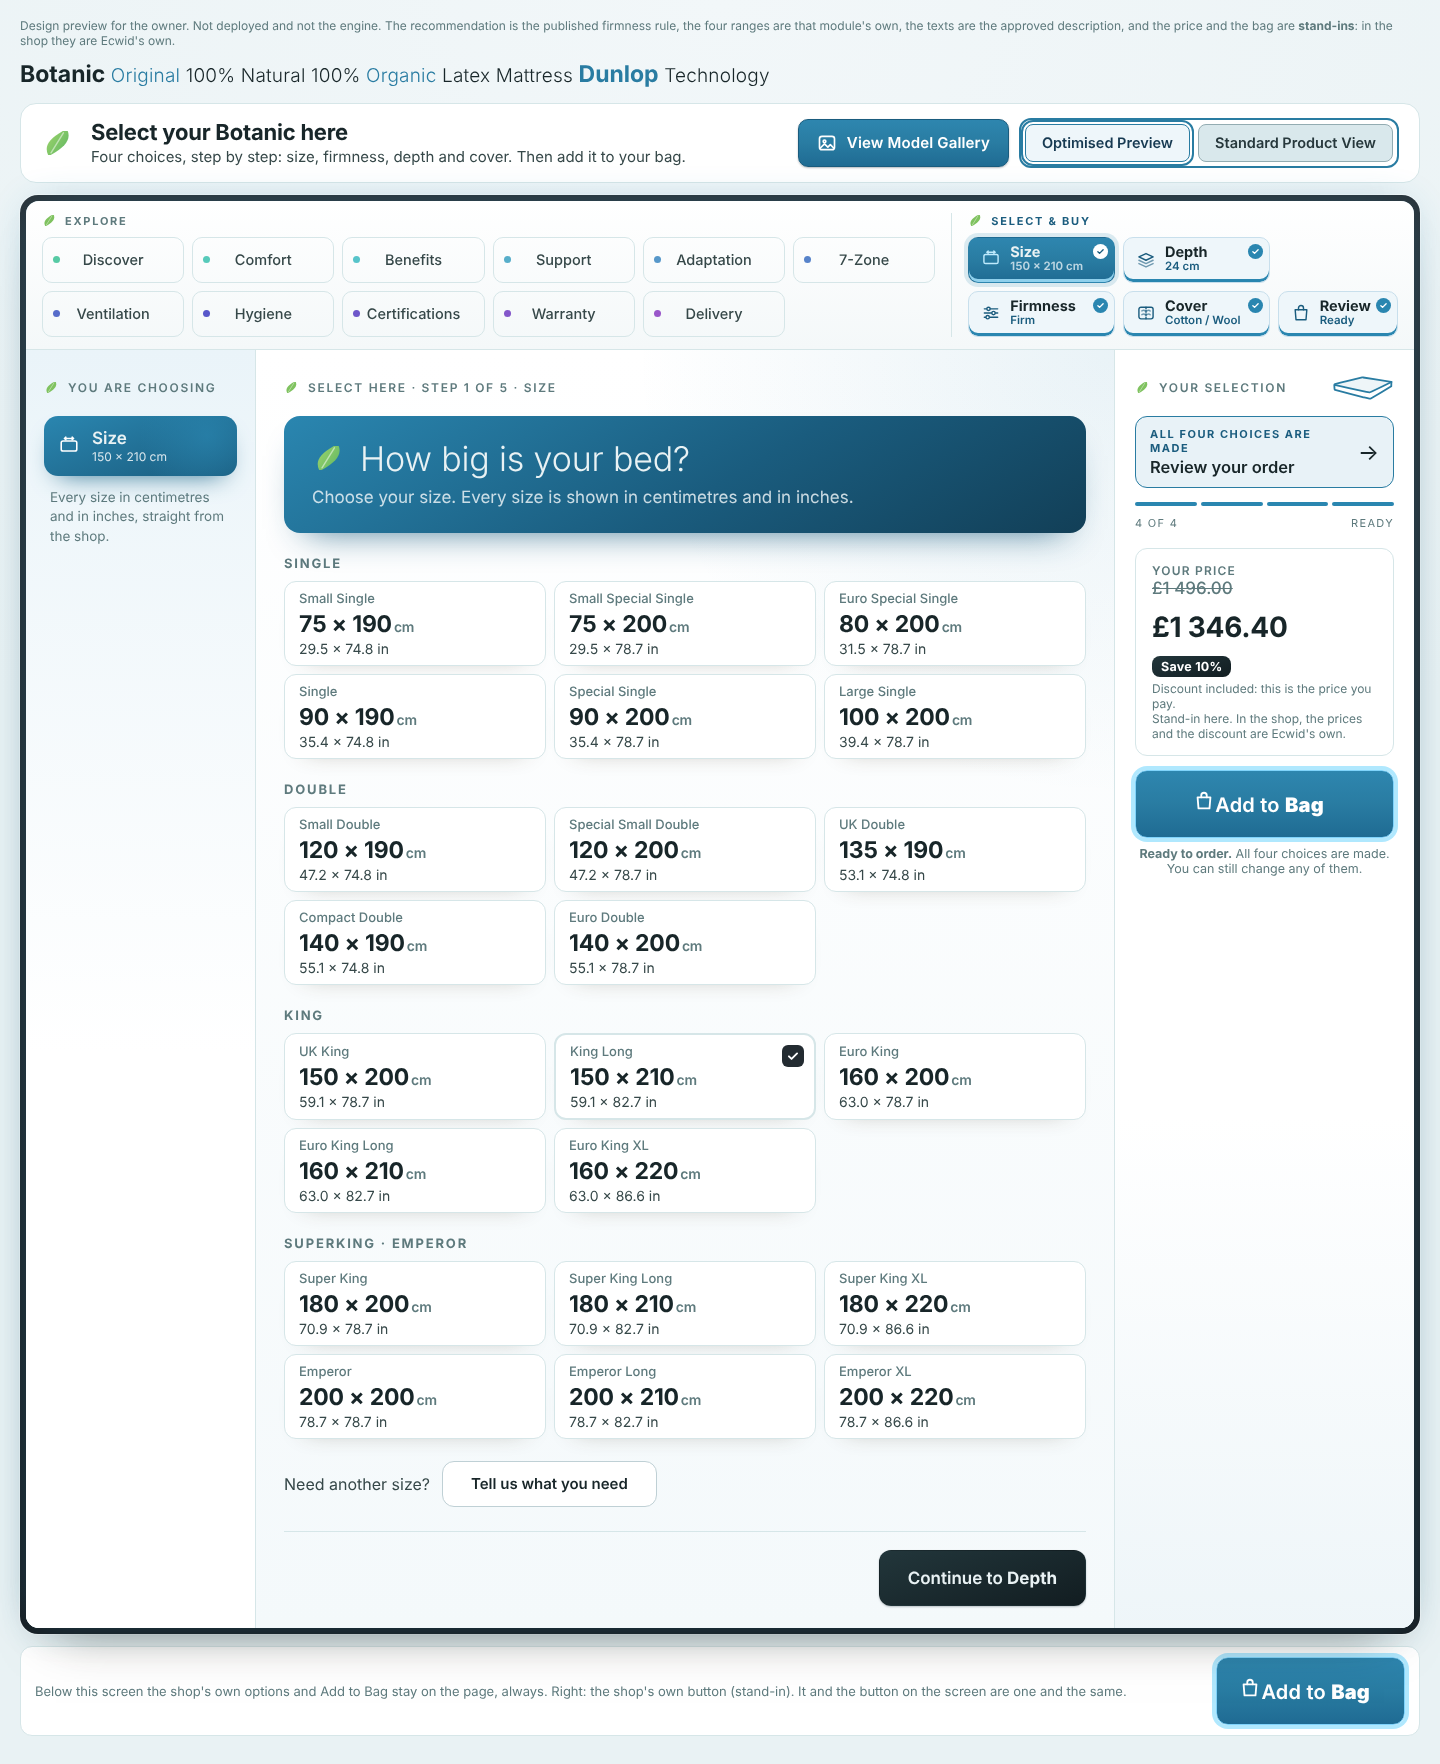 Design preview for the owner. Not deployed and not the engine. The recommendation is the published firmness rule, the four ranges are that module's own, the texts are the approved description, and the price and the bag are stand-ins: in the
shop they are Ecwid's own.
Botanic Original 100% Natural 100% Organic Latex Mattress Dunlop Technology
Select your Botanic here
Four choices, step by step: size, firmness, depth and cover. Then add it to your bag.
View Model Gallery
Optimised Preview
Standard Product View
EXPLORE
Discover
Comfort
Benefits
Support
Adaptation
7-Zone
Ventilation
Hygiene
Certifications
Warranty
Delivery
SELECT & BUY
Size
150 × 210 cm
Depth
24 cm
Firmness
Firm
Cover
Cotton / Wool
Review
Ready
YOU ARE CHOOSING
Size
150 × 210 cm
Every size in centimetres
and in inches, straight from
the shop.
SELECT HERE · STEP 1 OF 5 · SIZE
How big is your bed?
Choose your size. Every size is shown in centimetres and in inches.
SINGLE
Small Single
75 × 190 cm
29.5 × 74.8 in
Small Special Single
75 × 200 cm
29.5 × 78.7 in
Euro Special Single
80 × 200 cm
31.5 × 78.7 in
Single
90 × 190 cm
35.4 × 74.8 in
Special Single
90 × 200 cm
35.4 × 78.7 in
Large Single
100 × 200 cm
39.4 × 78.7 in
DOUBLE
Small Double
120 × 190 cm
47.2 × 74.8 in
Special Small Double
120 × 200 cm
47.2 × 78.7 in
UK Double
135 × 190 cm
53.1 × 74.8 in
Compact Double
140 × 190 cm
55.1 × 74.8 in
Euro Double
140 × 200 cm
55.1 × 78.7 in
KING
UK King
150 × 200 cm
59.1 × 78.7 in
King Long
150 × 210 cm
59.1 × 82.7 in
Euro King
160 × 200 cm
63.0 × 78.7 in
Euro King Long
160 × 210 cm
63.0 × 82.7 in
Euro King XL
160 × 220 cm
63.0 × 86.6 in
SUPERKING · EMPEROR
Super King
180 × 200 cm
70.9 × 78.7 in
Super King Long
180 × 210 cm
70.9 × 82.7 in
Super King XL
180 × 220 cm
70.9 × 86.6 in
Emperor
200 × 200 cm
78.7 × 78.7 in
Emperor Long
200 × 210 cm
78.7 × 82.7 in
Emperor XL
200 × 220 cm
78.7 × 86.6 in
Need another size?
Tell us what you need
Continue to Depth
YOUR SELECTION
ALL FOUR CHOICES ARE
MADE
Review your order
4 OF 4
READY
YOUR PRICE
£1 496.00
£1 346.40
Save 10%
Discount included: this is the price you
pay.
Stand-in here. In the shop, the prices
and the discount are Ecwid's own.
Add to Bag
Ready to order. All four choices are made.
You can still change any of them.
Below this screen the shop's own options and Add to Bag stay on the page, always. Right: the shop's own button (stand-in). It and the button on the screen are one and the same.
Add to Bag